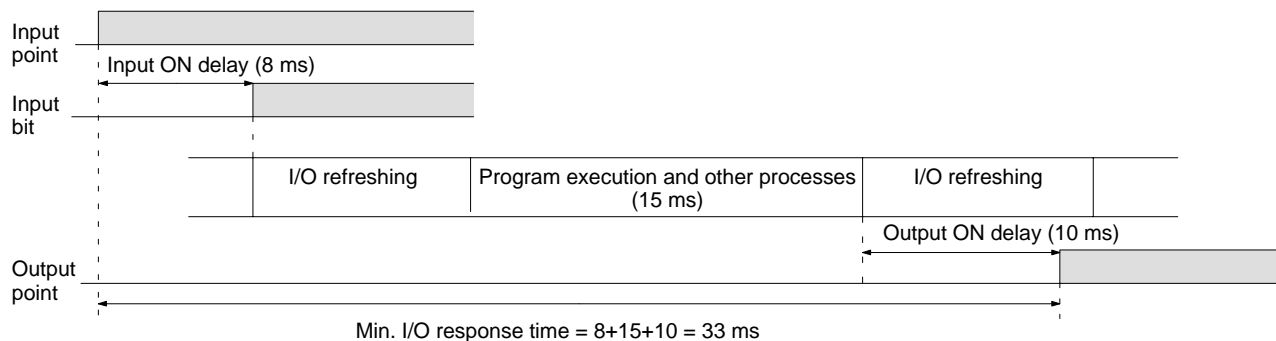 Input
point
Input ON delay (8 ms)
Input
bit
I/O refreshing
Program execution and other processes
(15 ms)
I/O refreshing
Output ON delay (10 ms)
Output
point
Min. I/O response time = 8+15+10 = 33 ms